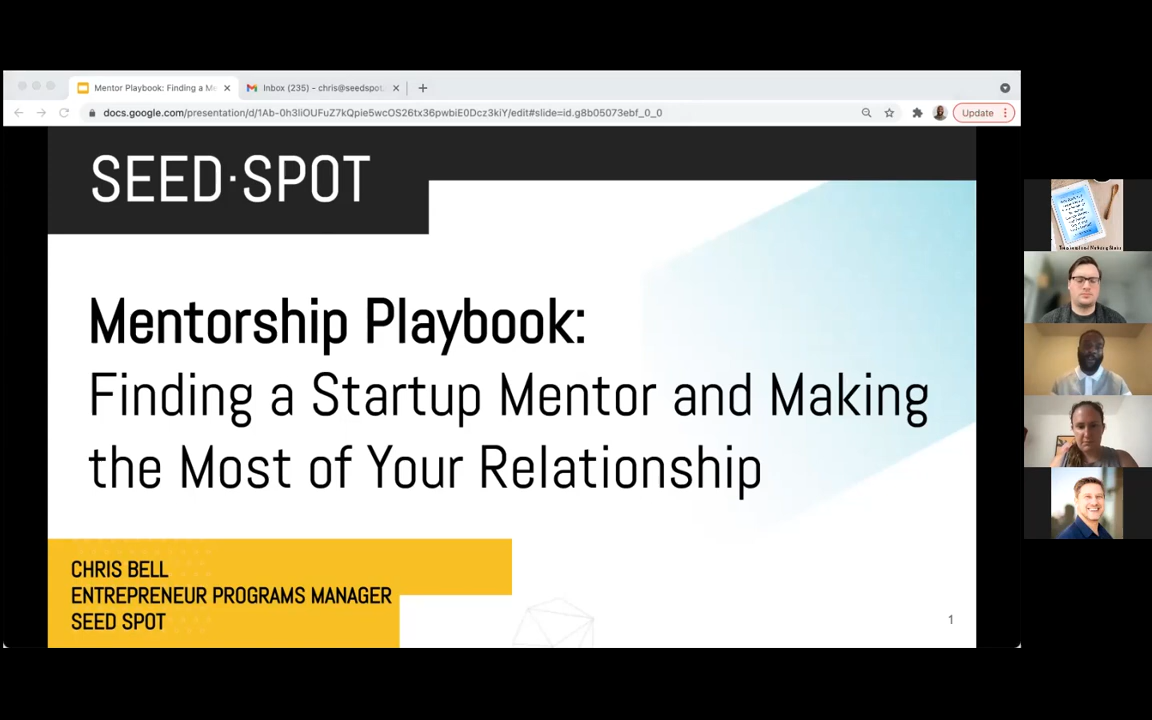 Mentor Playbook: Finding a Me
Inbox (235) - chris@seedspot.
docs.google.com/presentation/d/1Ab-0h3liOUFuZ7kQpie5wcOS26tx36pwbiE0Dcz3kiY/edit#slide=id.g8b05073ebf_0_0
Update
SEED·SPOT
Mentorship Playbook:
Finding a Startup Mentor and Making
the Most of Your Relationship
CHRIS BELL
ENTREPRENEUR PROGRAMS MANAGER
SEED SPOT
1